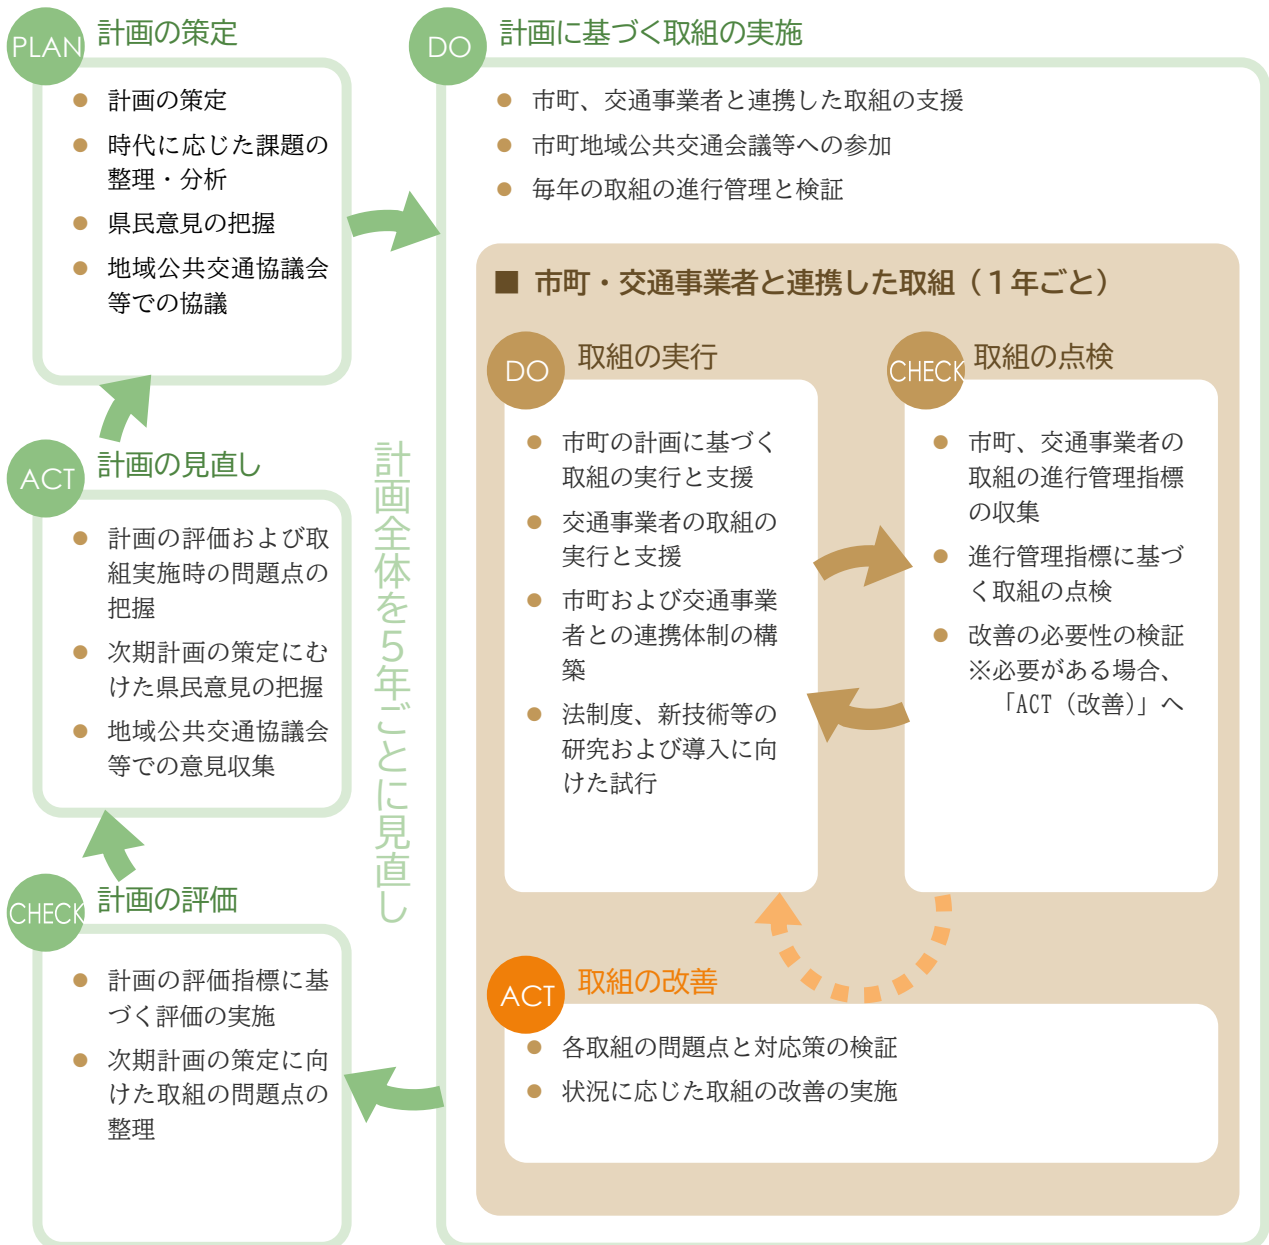 PLAN 計画の策定
計画の策定
時代に応じた課題の
整理・分析
県民意見の把握
地域公共交通協議会
等での協議
DO 計画に基づく取組の実施
市町、交通事業者と連携した取組の支援
市町地域公共交通会議等への参加
毎年の取組の進行管理と検証
■ 市町・交通事業者と連携した取組（１年ごと）
DO 取組の実行
市町の計画に基づく
取組の実行と支援
交通事業者の取組の
実行と支援
市町および交通事業
者との連携体制の構
築
法制度、新技術等の
研究および導入に向
けた試行
CHECK 取組の点検
市町、交通事業者の
取組の進行管理指標
の収集
進行管理指標に基づ
く取組の点検
改善の必要性の検証
※必要がある場合、
「ACT（改善）」へ
ACT 取組の改善
各取組の問題点と対応策の検証
状況に応じた取組の改善の実施
計画全体を５年ごとに見直し
ACT 計画の見直し
計画の評価および取
組実施時の問題点の
把握
次期計画の策定にむ
けた県民意見の把握
地域公共交通協議会
等での意見収集
CHECK 計画の評価
計画の評価指標に基
づく評価の実施
次期計画の策定に向
けた取組の問題点の
整理